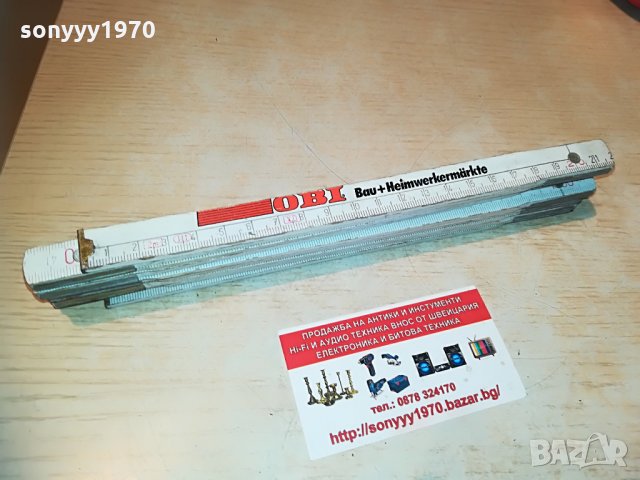 sonyyy1970
OBI Bau+Heimwerkermärkte
ПРОДАЖБА НА АНТИКИ И ИНСТУМЕНТИ
Hi-Fi И АУДИО ТЕХНИКА ВНОС ОТ ШВЕЙЦАРИЯ
ЕЛЕКТРОНИКА И БИТОВА ТЕХНИКА
тел.: 0876 324170
http://sonyyy1970.bazar.bg/
BAZAR